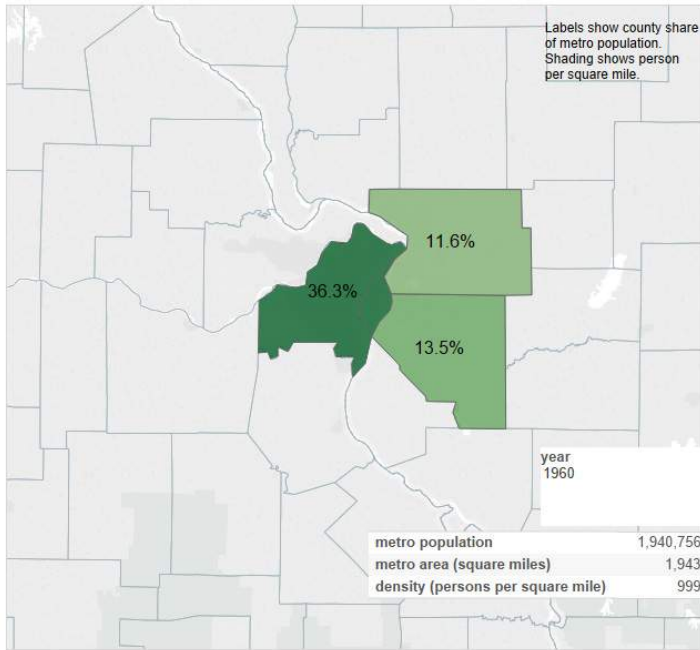 Labels show county share
of metro population.
Shading shows person
per square mile.
11.6%
36.3%
13.5%
year
1960
metro population 1,940,756
metro area (square miles) 1,943
density (persons per square mile) 999